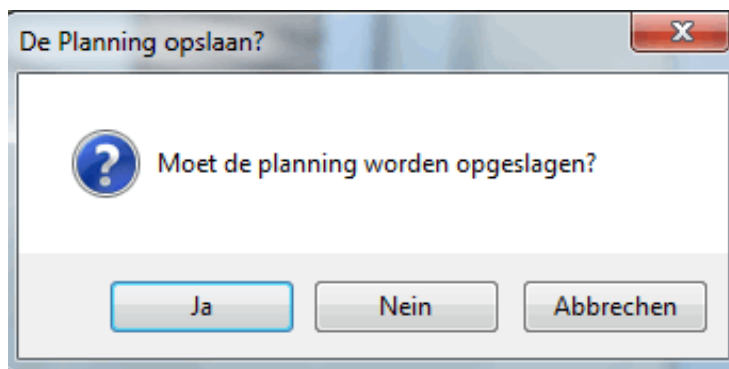 De Planning opslaan?
Moet de planning worden opgeslagen?
Ja
Nein
Abbrechen